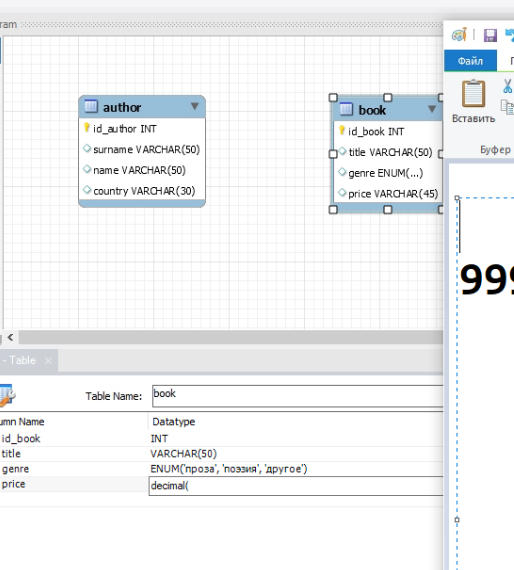 ram
author
id_author INT
surname VARCHAR(50)
name VARCHAR(50)
country VARCHAR(30)
book
id_book INT
title VARCHAR(50)
genre ENUM(...)
price VARCHAR(45)
Файл
Вставить
Буфер
999
- Table ×
Table Name: book
umn Name Datatype
id_book INT
title VARCHAR(50)
genre ENUM('проза', 'поэзия', 'другое')
price decimal(